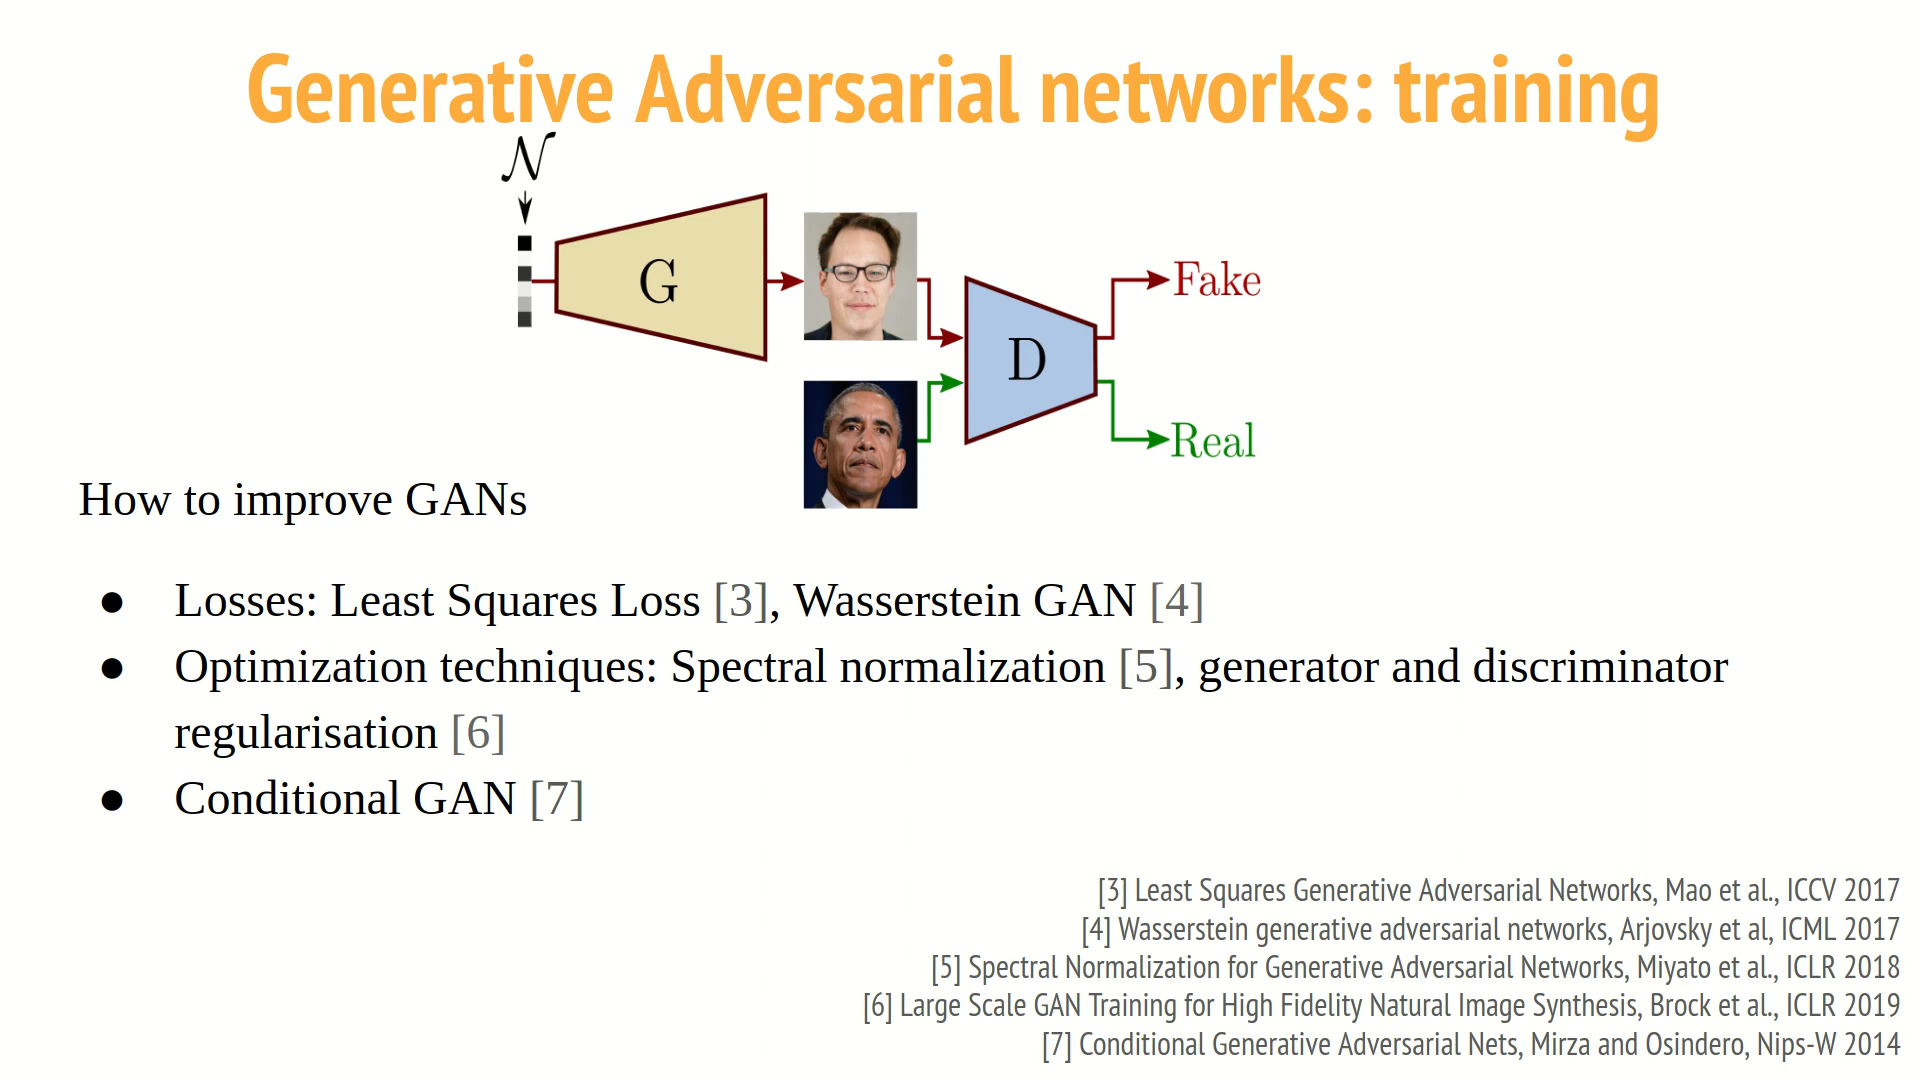 Generative Adversarial networks: training
𝒩
G
Fake
D
Real
How to improve GANs
● Losses: Least Squares Loss [3], Wasserstein GAN [4]
● Optimization techniques: Spectral normalization [5], generator and discriminator
regularisation [6]
● Conditional GAN [7]
[3] Least Squares Generative Adversarial Networks, Mao et al., ICCV 2017
[4] Wasserstein generative adversarial networks, Arjovsky et al, ICML 2017
[5] Spectral Normalization for Generative Adversarial Networks, Miyato et al., ICLR 2018
[6] Large Scale GAN Training for High Fidelity Natural Image Synthesis, Brock et al., ICLR 2019
[7] Conditional Generative Adversarial Nets, Mirza and Osindero, Nips-W 2014